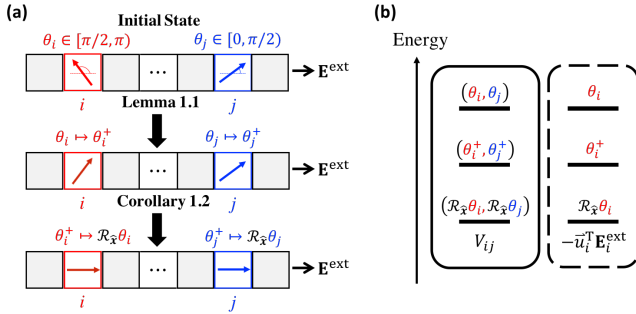 (a)
Initial State
θ_i ∈ [π/2, π)
θ_j ∈ [0, π/2)
...
E^ext
i
Lemma 1.1
j
θ_i ↦ θ_i^+
θ_j ↦ θ_j^+
...
E^ext
i
Corollary 1.2
j
θ_i^+ ↦ ℛ_x̂θ_i
θ_j^+ ↦ ℛ_x̂θ_j
...
E^ext
i
j
(b)
Energy
(θ_i, θ_j)
θ_i
(θ_i^+, θ_j^+)
θ_i^+
(ℛ_x̂θ_i, ℛ_x̂θ_j)
ℛ_x̂θ_i
V_ij
−u⃗_i^T E_i^ext